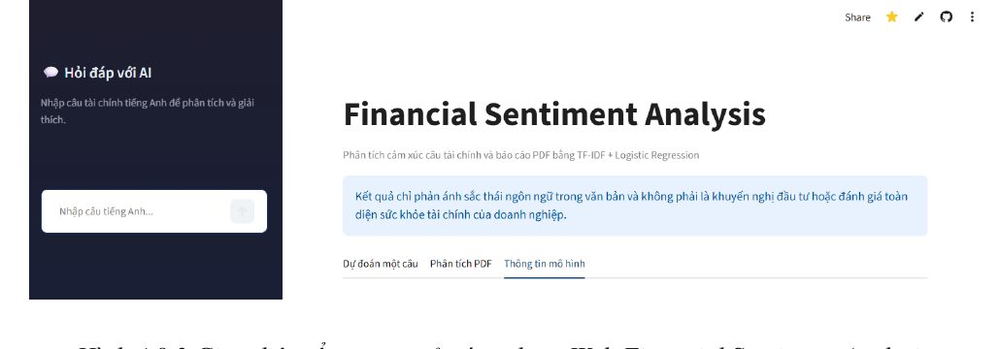 Share
Hỏi đáp với AI
Nhập câu tài chính tiếng Anh để phân tích và giải
thích.
Nhập câu tiếng Anh...
Financial Sentiment Analysis
Phân tích cảm xúc câu tài chính và báo cáo PDF bằng TF-IDF + Logistic Regression
Kết quả chỉ phản ánh sắc thái ngôn ngữ trong văn bản và không phải là khuyến nghị đầu tư hoặc đánh giá toàn
diện sức khỏe tài chính của doanh nghiệp.
Dự đoán một câu Phân tích PDF Thông tin mô hình